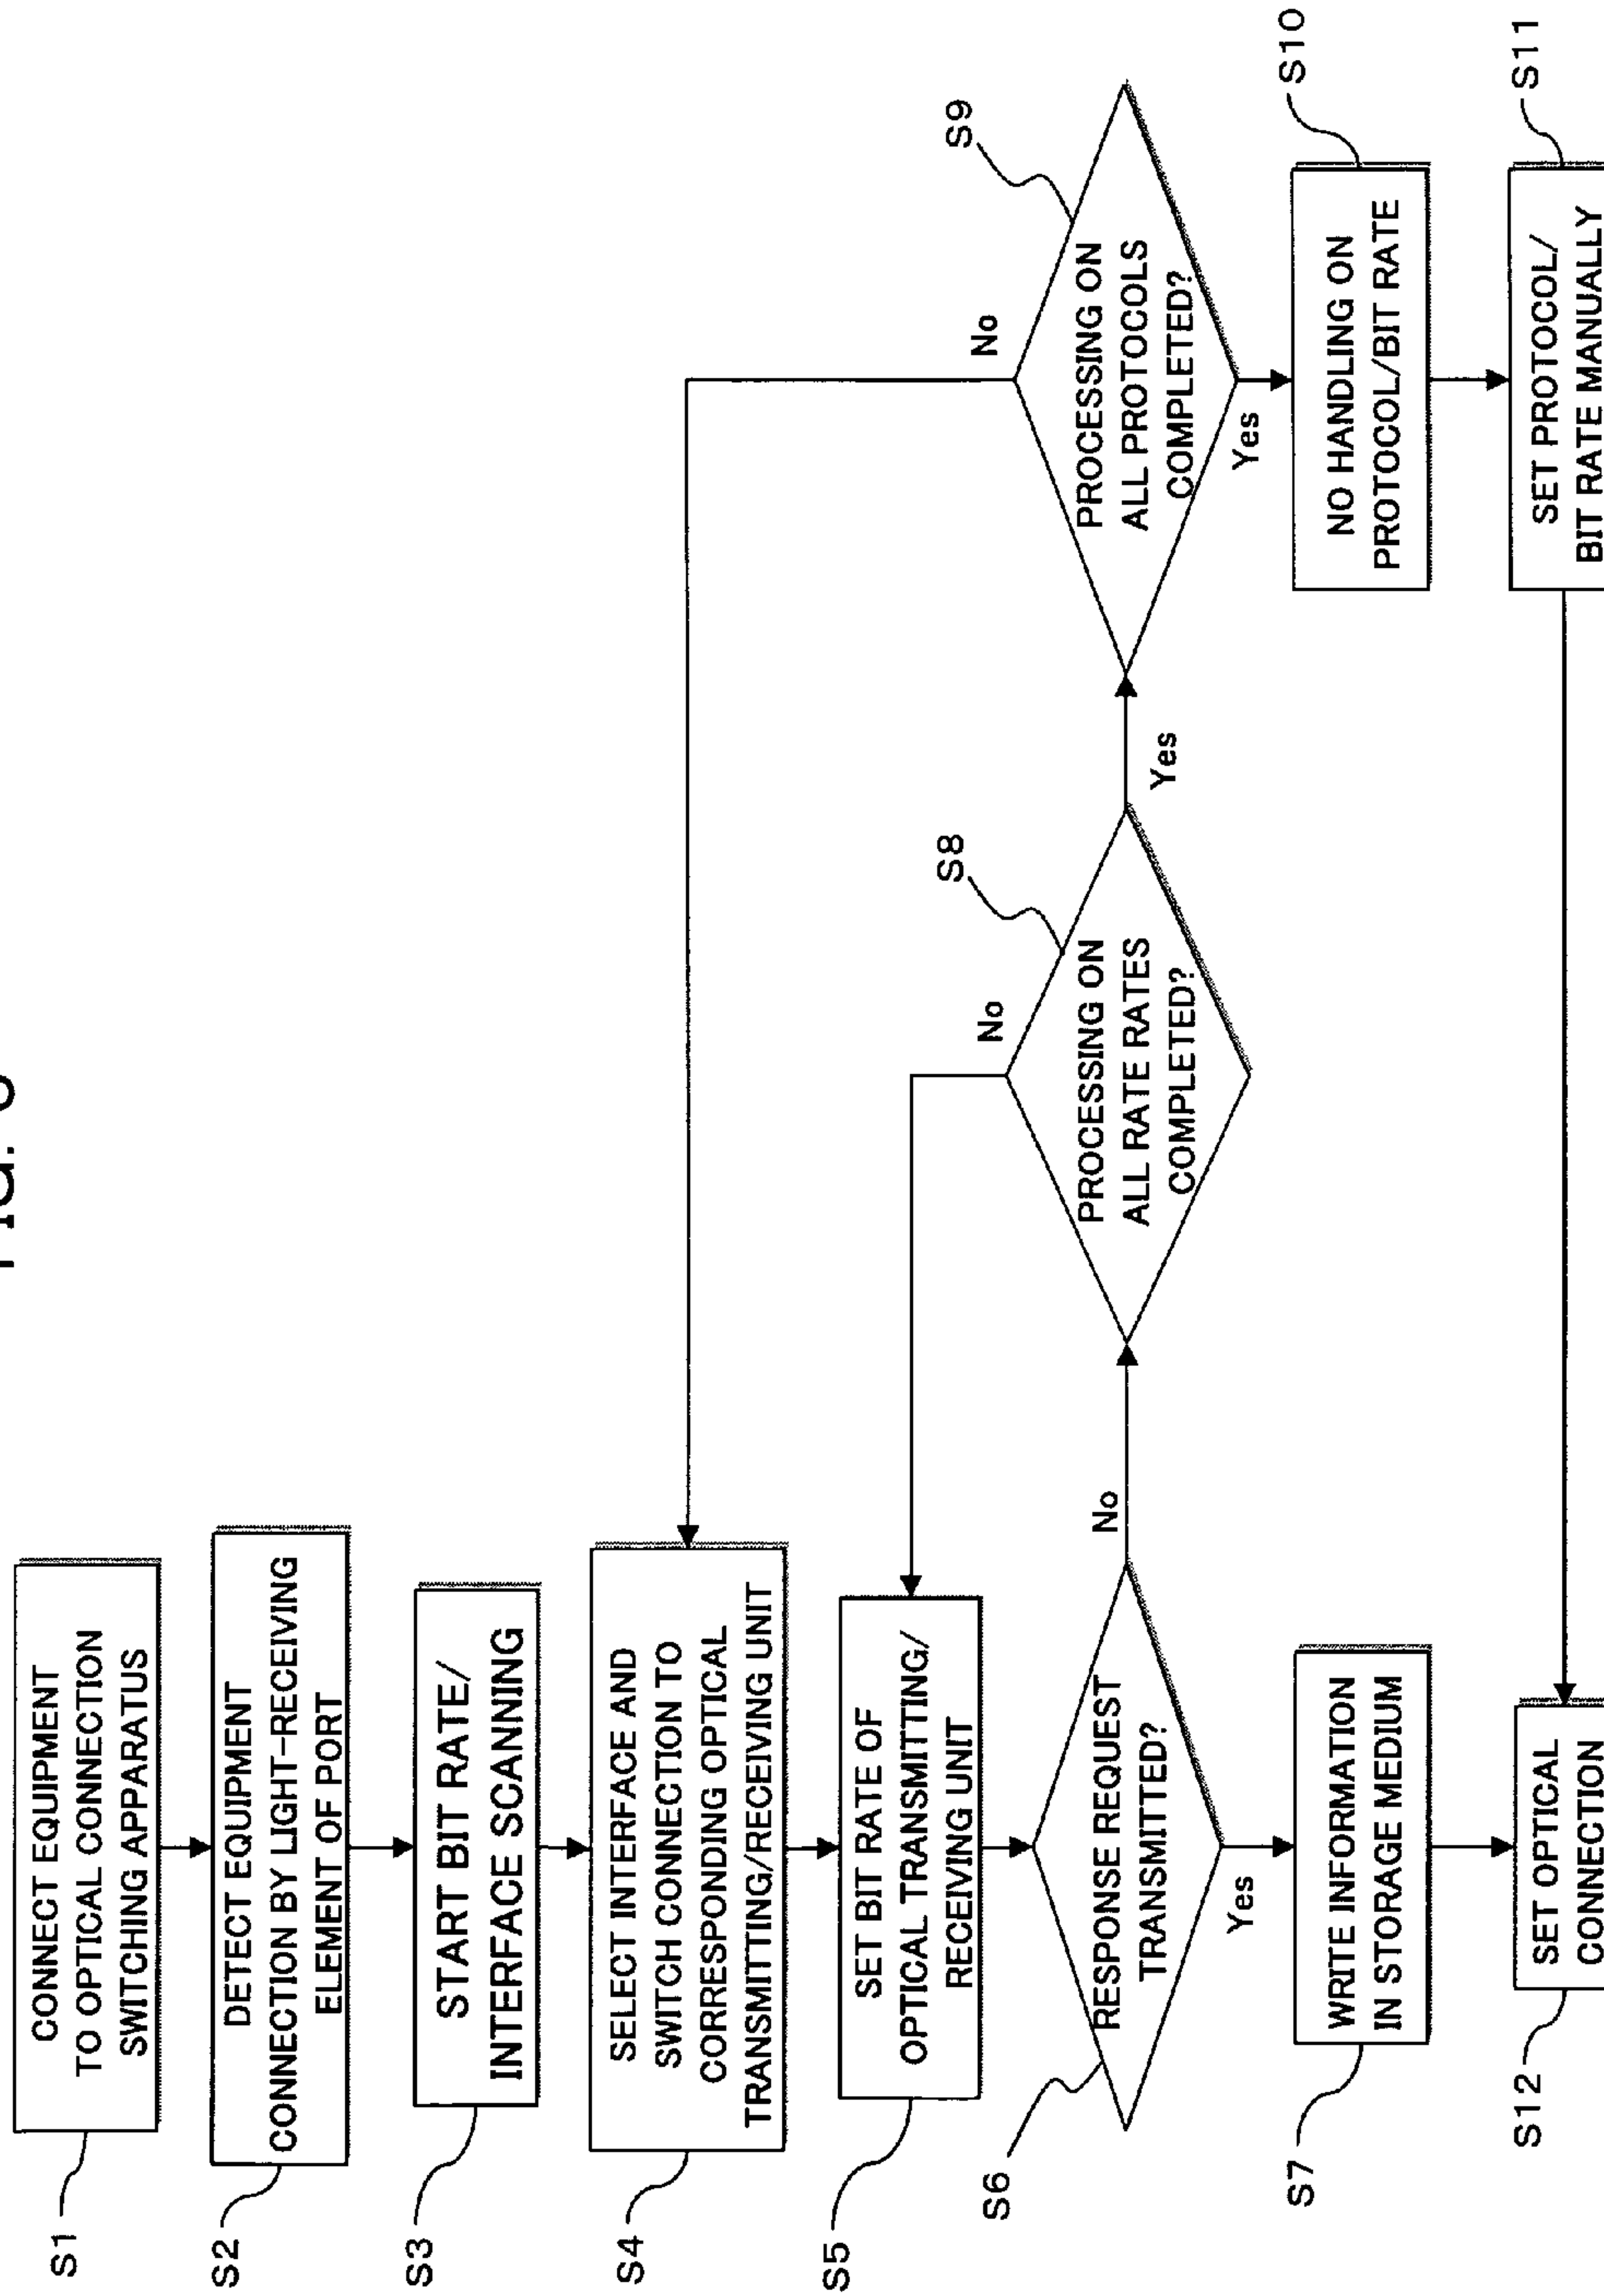 S1
CONNECT EQUIPMENT
TO OPTICAL CONNECTION
SWITCHING APPARATUS
S2
DETECT EQUIPMENT
CONNECTION BY LIGHT-RECEIVING
ELEMENT OF PORT
S3
START BIT RATE/
INTERFACE SCANNING
S4
SELECT INTERFACE AND
SWITCH CONNECTION TO
CORRESPONDING OPTICAL
TRANSMITTING/RECEIVING UNIT
S5
SET BIT RATE OF
OPTICAL TRANSMITTING/
RECEIVING UNIT
S6
RESPONSE REQUEST
TRANSMITTED?
No
Yes
S8
PROCESSING ON
ALL RATE RATES
COMPLETED?
No
Yes
S9
PROCESSING ON
ALL PROTOCOLS
COMPLETED?
No
Yes
S7
WRITE INFORMATION
IN STORAGE MEDIUM
S10
NO HANDLING ON
PROTOCOL/BIT RATE
S12
SET OPTICAL
CONNECTION
S11
SET PROTOCOL/
BIT RATE MANUALLY